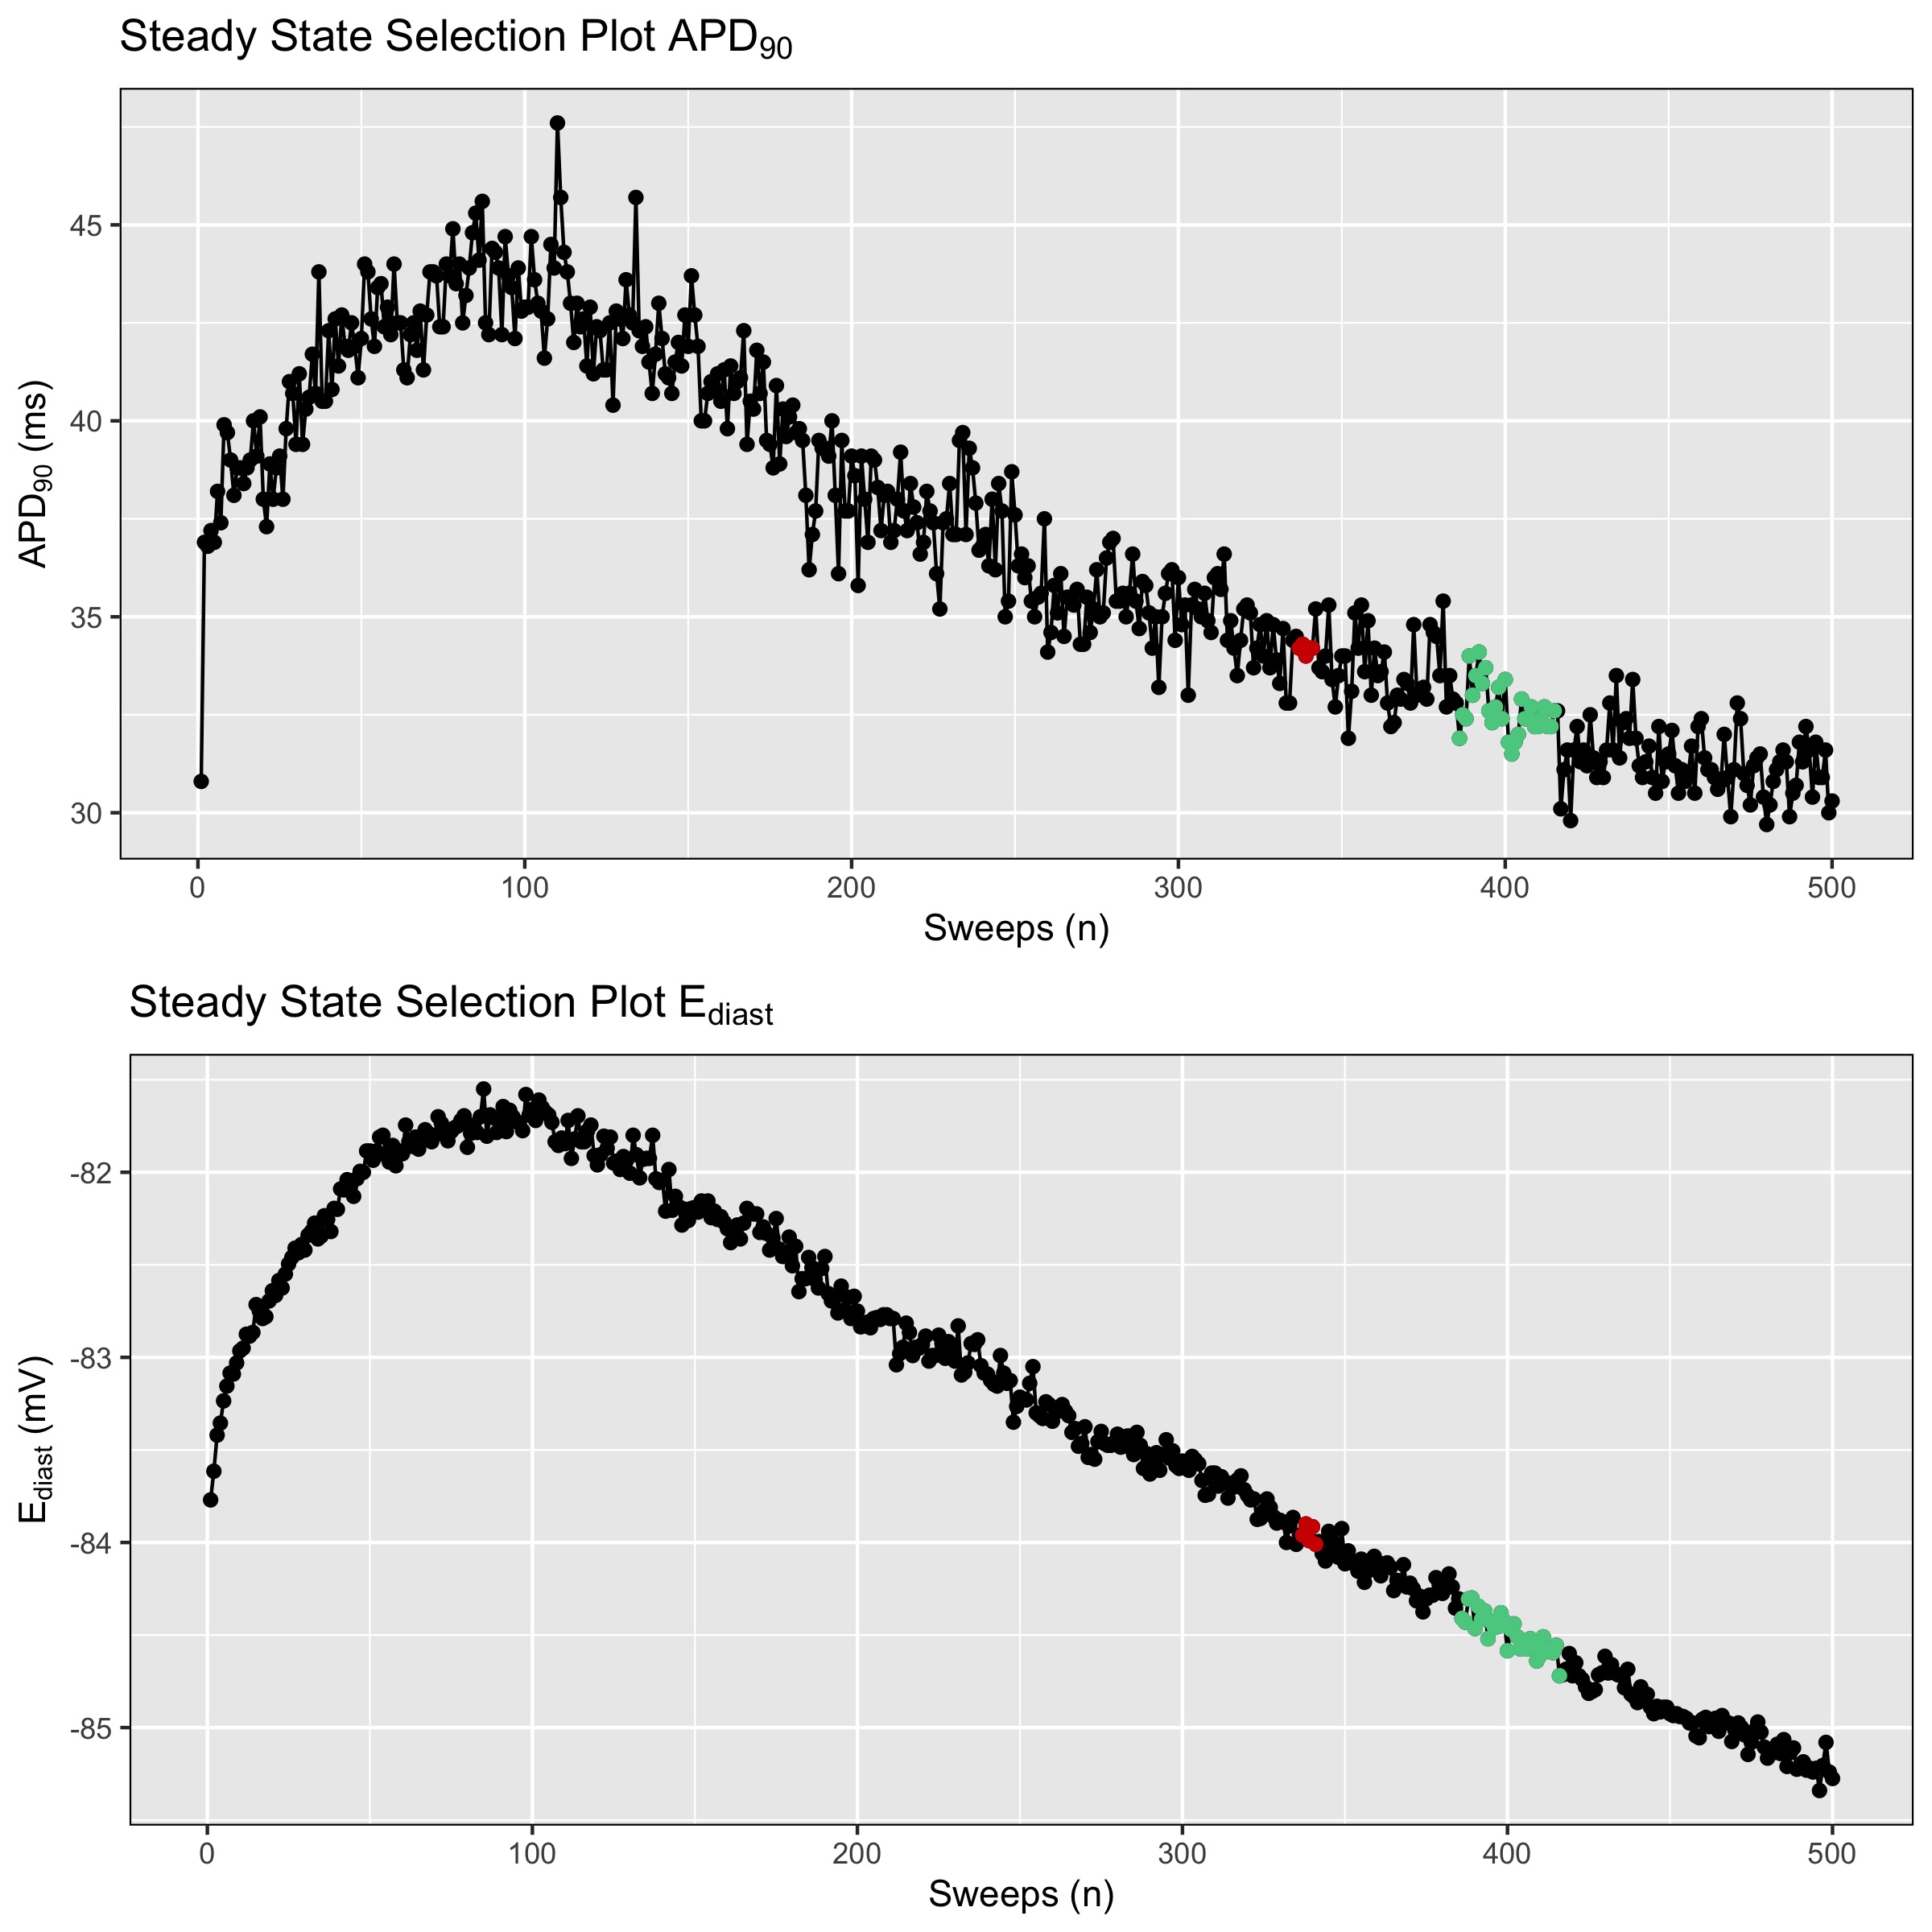 Steady State Selection Plot APD90
45
40
35
30
APD90 (ms)
0 100 200 300 400 500
Sweeps (n)
Steady State Selection Plot Ediast
-82
-83
-84
-85
Ediast (mV)
0 100 200 300 400 500
Sweeps (n)